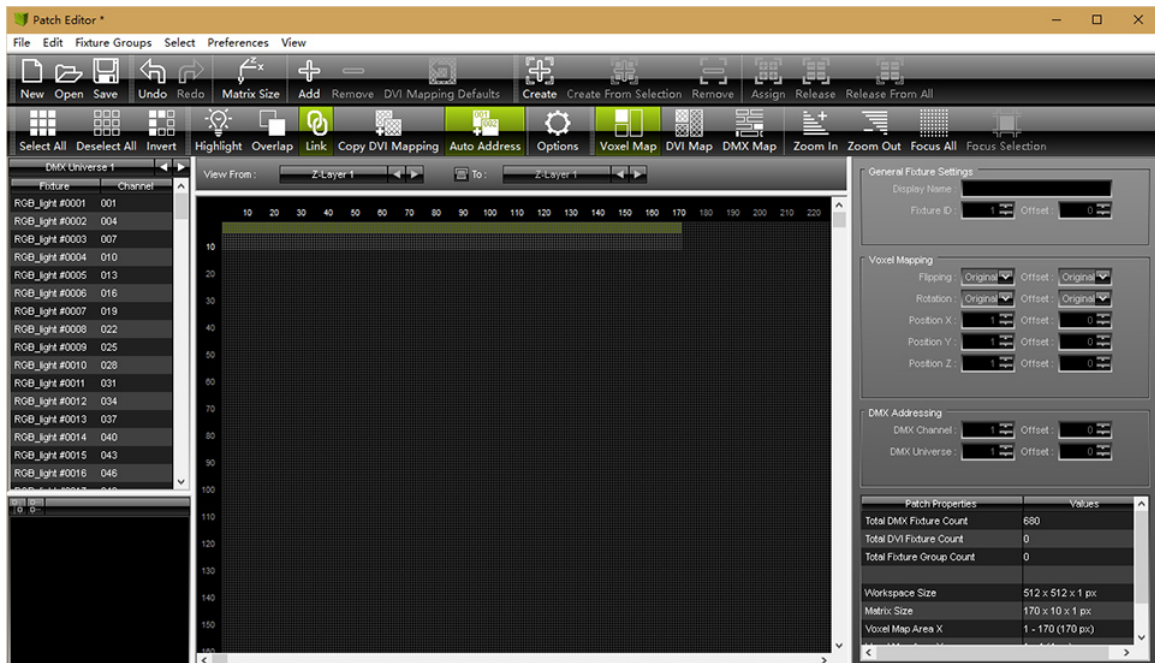 Patch Editor *
File Edit Fixture Groups Select Preferences View
New Open Save Undo Redo Matrix Size Add Remove DVI Mapping Defaults Create Create From Selection Remove Assign Release Release From All
Select All Deselect All Invert Highlight Overlap Link Copy DVI Mapping Auto Address Options Voxel Map DVI Map DMX Map Zoom In Zoom Out Focus All Focus Selection
DMX Universe 1
Fixture Channel
RGB_light #0001 001
RGB_light #0002 004
RGB_light #0003 007
RGB_light #0004 010
RGB_light #0005 013
RGB_light #0006 016
RGB_light #0007 019
RGB_light #0008 022
RGB_light #0009 025
RGB_light #0010 028
RGB_light #0011 031
RGB_light #0012 034
RGB_light #0013 037
RGB_light #0014 040
RGB_light #0015 043
RGB_light #0016 046
View From : Z-Layer 1 To : Z-Layer 1
10 20 30 40 50 60 70 80 90 100 110 120 130 140 150 160 170 180 190 200 210 220
10
20
30
40
50
60
70
80
90
100
110
120
130
140
150
160
General Fixture Settings
Display Name :
Fixture ID : 1 Offset : 0
Voxel Mapping
Flipping : Original Offset : Original
Rotation : Original Offset : Original
Position X : 1 Offset : 0
Position Y : 1 Offset : 0
Position Z : 1 Offset : 0
DMX Addressing
DMX Channel : 1 Offset : 0
DMX Universe : 1 Offset : 0
Patch Properties Values
Total DMX Fixture Count 680
Total DVI Fixture Count 0
Total Fixture Group Count 0
Workspace Size 512 x 512 x 1 px
Matrix Size 170 x 10 x 1 px
Voxel Map Area X 1 - 170 (170 px)